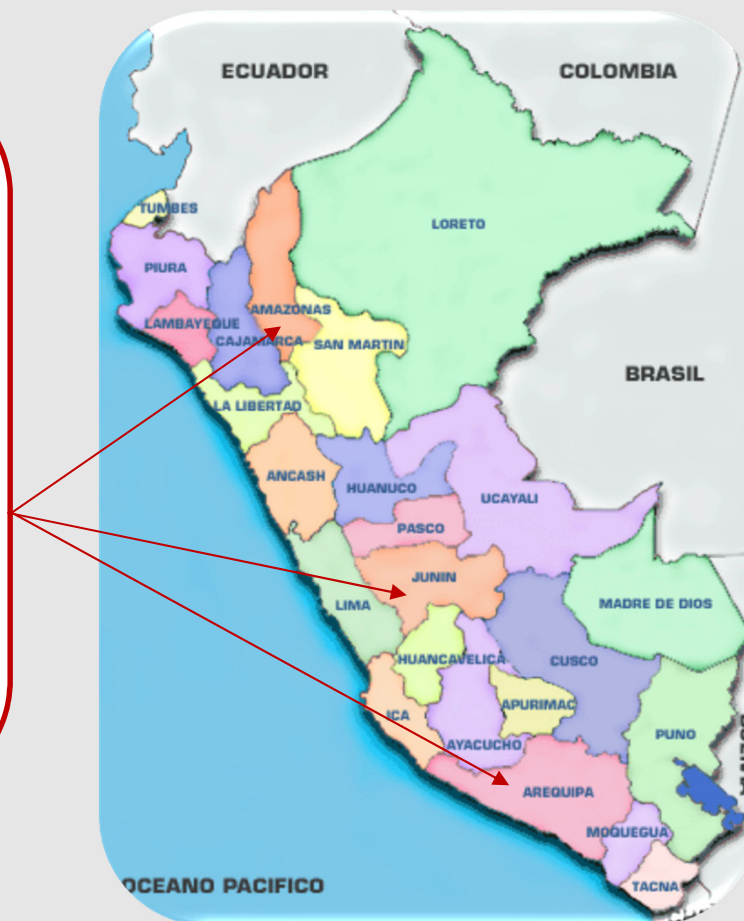 ECUADOR
COLOMBIA
TUMBES
LORETO
PIURA
AMAZONAS
LAMBAYEQUE
CAJAMARCA
SAN MARTIN
BRASIL
LA LIBERTAD
ANCASH
HUANUCO
UCAYALI
PASCO
JUNIN
LIMA
MADRE DE DIOS
HUANCAVELICA
CUSCO
APURIMAC
ICA
PUNO
AYACUCHO
AREQUIPA
MOQUEGUA
OCEANO PACIFICO
TACNA